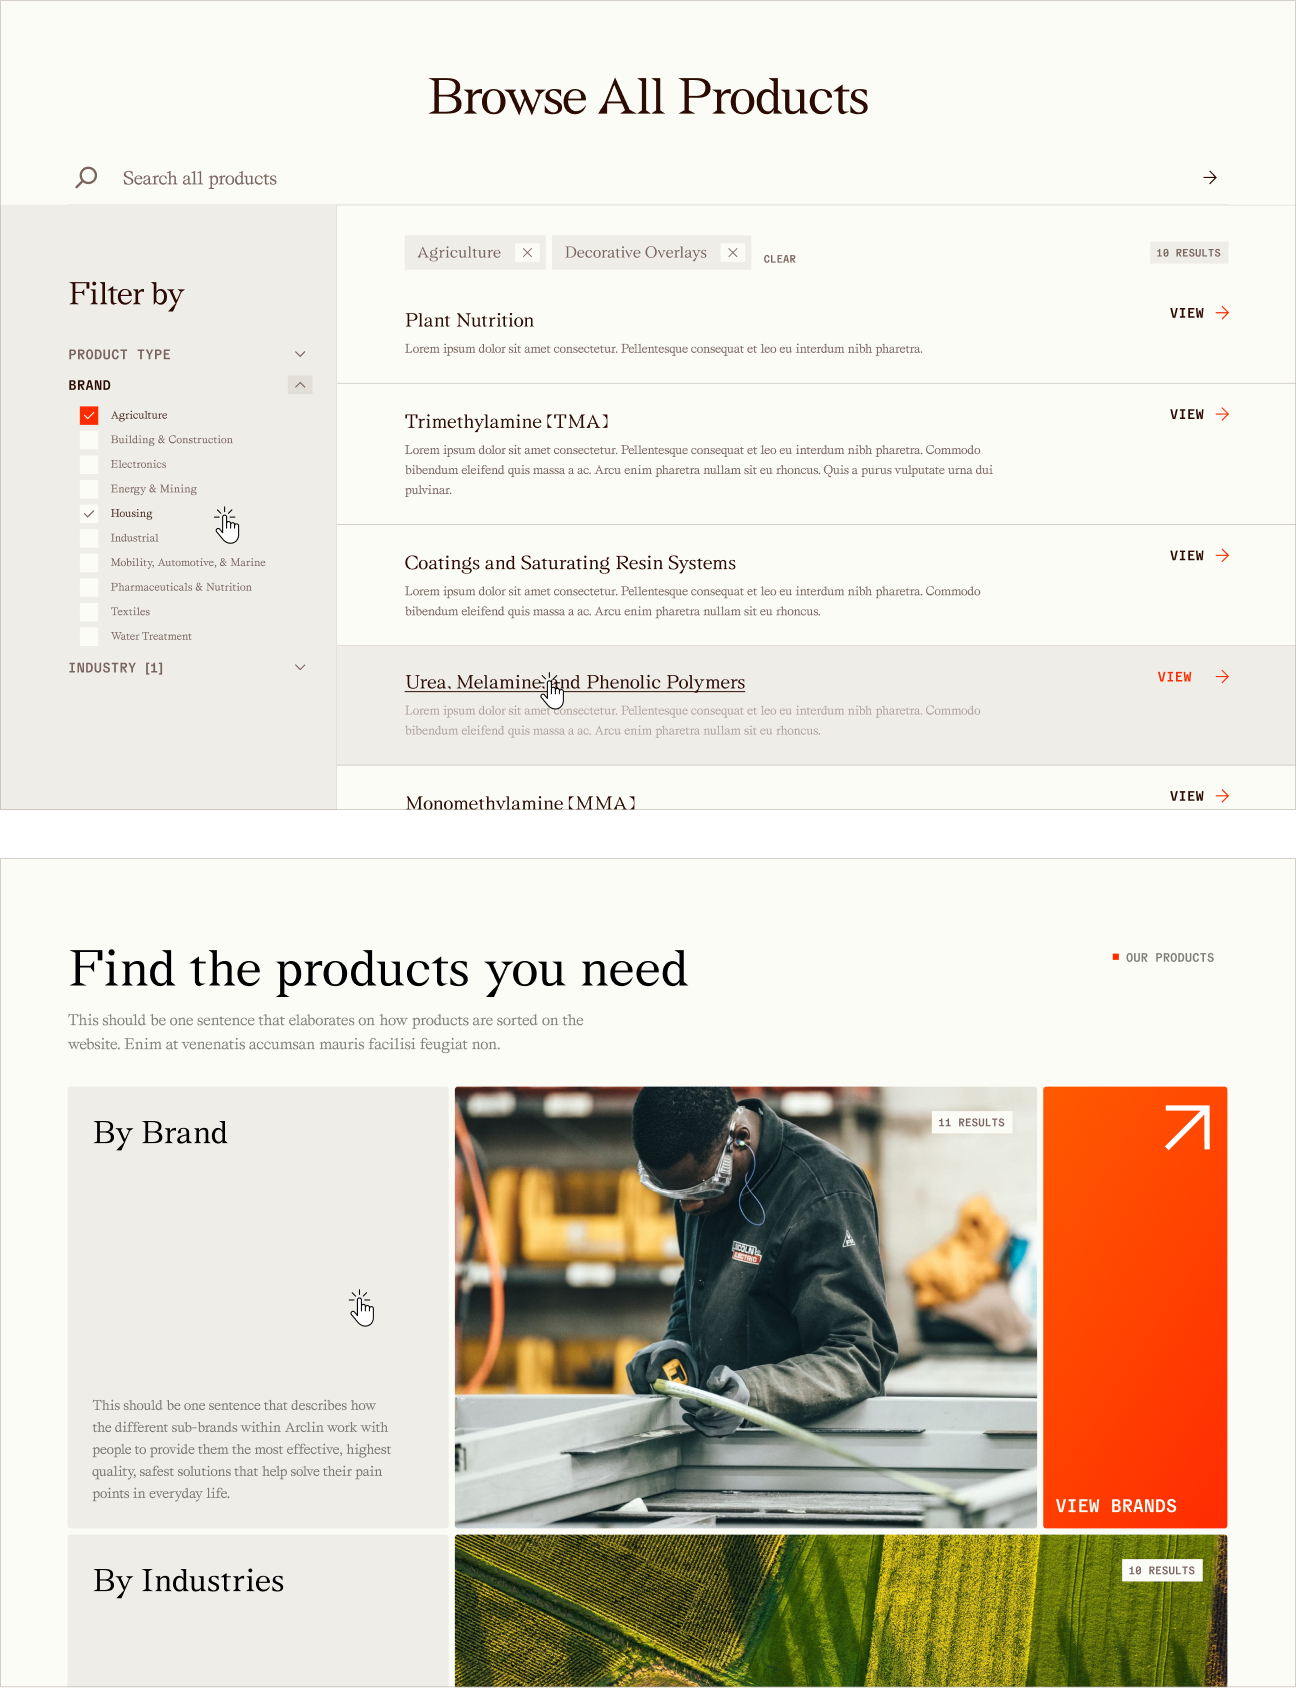 Browse All Products
Search all products
Filter by
PRODUCT TYPE
BRAND
Agriculture
Building & Construction
Electronics
Energy & Mining
Housing
Industrial
Mobility, Automotive, & Marine
Pharmaceuticals & Nutrition
Textiles
Water Treatment
INDUSTRY [1]
Agriculture
Decorative Overlays
CLEAR
10 RESULTS
Plant Nutrition
VIEW
Lorem ipsum dolor sit amet consectetur. Pellentesque consequat et leo eu interdum nibh pharetra.
Trimethylamine【TMA】
VIEW
Lorem ipsum dolor sit amet consectetur. Pellentesque consequat et leo eu interdum nibh pharetra. Commodo
bibendum eleifend quis massa a ac. Arcu enim pharetra nullam sit eu rhoncus. Quis a purus vulputate urna dui
pulvinar.
Coatings and Saturating Resin Systems
VIEW
Lorem ipsum dolor sit amet consectetur. Pellentesque consequat et leo eu interdum nibh pharetra. Commodo
bibendum eleifend quis massa a ac. Arcu enim pharetra nullam sit eu rhoncus.
Urea, Melamine and Phenolic Polymers
VIEW
Lorem ipsum dolor sit amet consectetur. Pellentesque consequat et leo eu interdum nibh pharetra. Commodo
bibendum eleifend quis massa a ac. Arcu enim pharetra nullam sit eu rhoncus.
Monomethylamine【MMA】
VIEW
Find the products you need
OUR PRODUCTS
This should be one sentence that elaborates on how products are sorted on the
website. Enim at venenatis accumsan mauris facilisi feugiat non.
By Brand
This should be one sentence that describes how
the different sub-brands within Arclin work with
people to provide them the most effective, highest
quality, safest solutions that help solve their pain
points in everyday life.
11 RESULTS
LINCOLN
ELECTRIC
VIEW BRANDS
By Industries
10 RESULTS